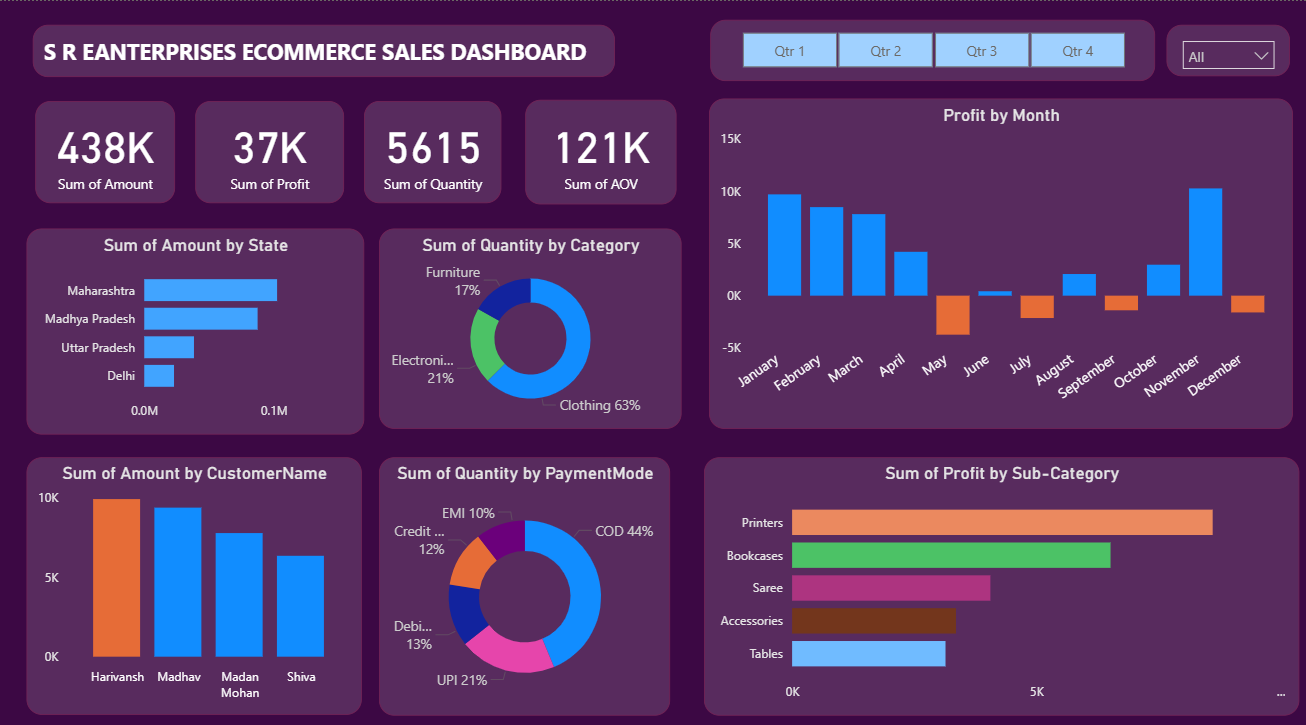 S R EANTERPRISES ECOMMERCE SALES DASHBOARD
Qtr 1
Qtr 2
Qtr 3
Qtr 4
All
438K
Sum of Amount
37K
Sum of Profit
5615
Sum of Quantity
121K
Sum of AOV
Profit by Month
15K
10K
5K
0K
-5K
January
February
March
April
May
June
July
August
September
October
November
December
Sum of Amount by State
Maharashtra
Madhya Pradesh
Uttar Pradesh
Delhi
0.0M
0.1M
Sum of Quantity by Category
Furniture
17%
Electroni...
21%
Clothing 63%
Sum of Amount by CustomerName
10K
5K
0K
Harivansh
Madhav
Madan
Mohan
Shiva
Sum of Quantity by PaymentMode
EMI 10%
Credit ...
12%
COD 44%
Debi...
13%
UPI 21%
Sum of Profit by Sub-Category
Printers
Bookcases
Saree
Accessories
Tables
0K
5K
...